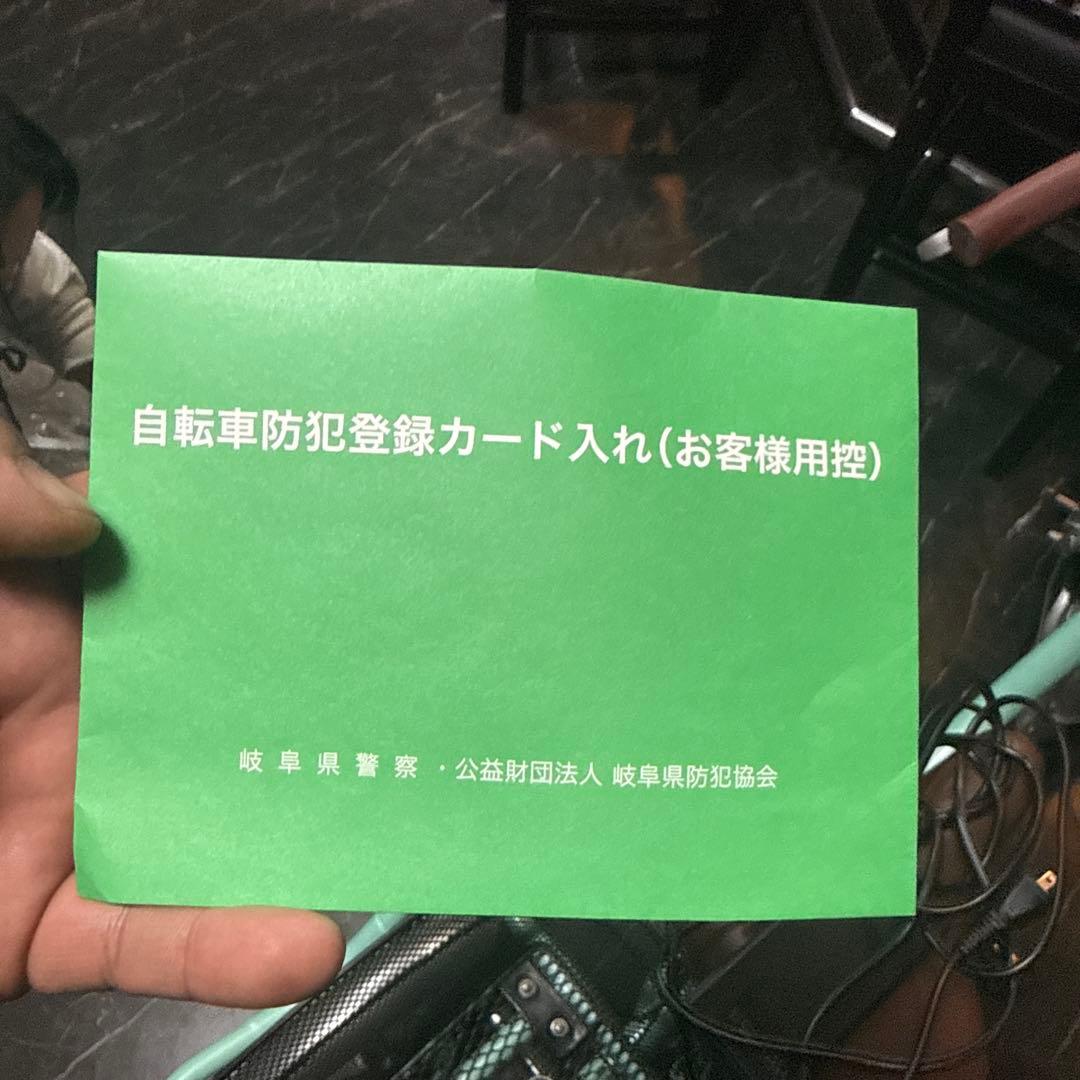 自転車防犯登録カード入れ(お客様用控)
岐阜県警察・公益財団法人 岐阜県防犯協会